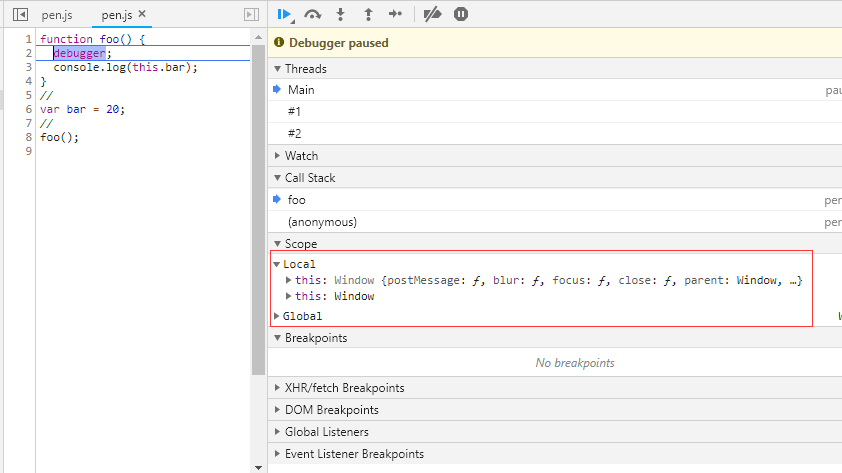 pen.js pen.js ×
1 function foo() {
2 debugger;
3 console.log(this.bar);
4 }
5 //
6 var bar = 20;
7 //
8 foo();
9
Debugger paused
Threads
Main pau
#1
#2
Watch
Call Stack
foo per
(anonymous) per
Scope
Local
this: Window {postMessage: ƒ, blur: ƒ, focus: ƒ, close: ƒ, parent: Window, …}
this: Window
Global W
Breakpoints
No breakpoints
XHR/fetch Breakpoints
DOM Breakpoints
Global Listeners
Event Listener Breakpoints